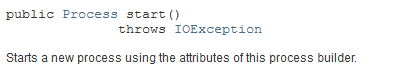 public Process start()
throws IOException
Starts a new process using the attributes of this process builder.